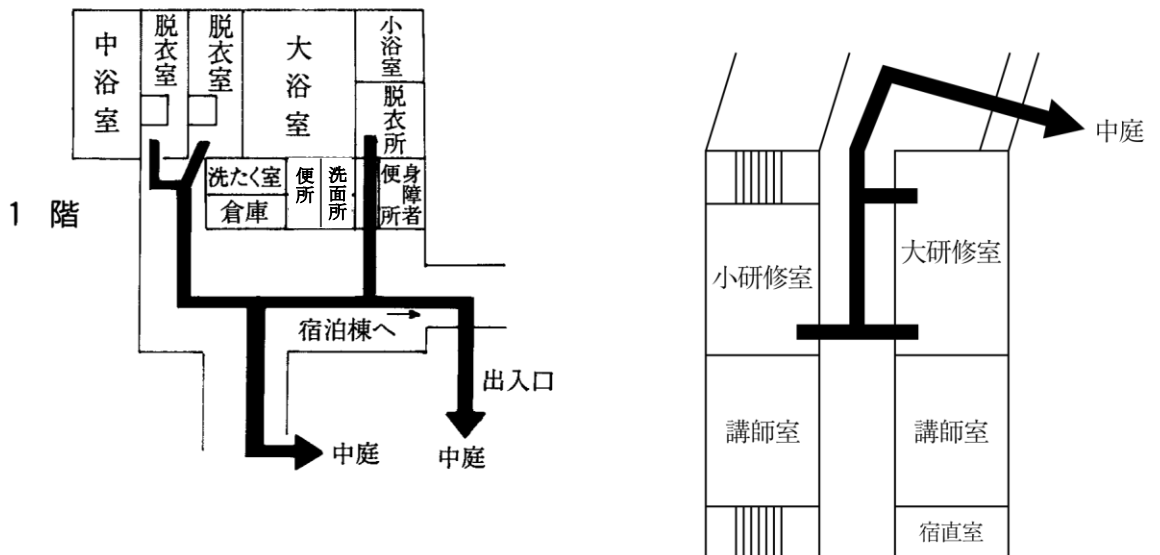 1 階
中浴室
脱衣室
脱衣室
大浴室
小浴室
脱衣所
洗たく室
倉庫
便所
洗面所
身障者
便所
宿泊棟へ
出入口
中庭
中庭
中庭
小研修室
大研修室
講師室
講師室
宿直室